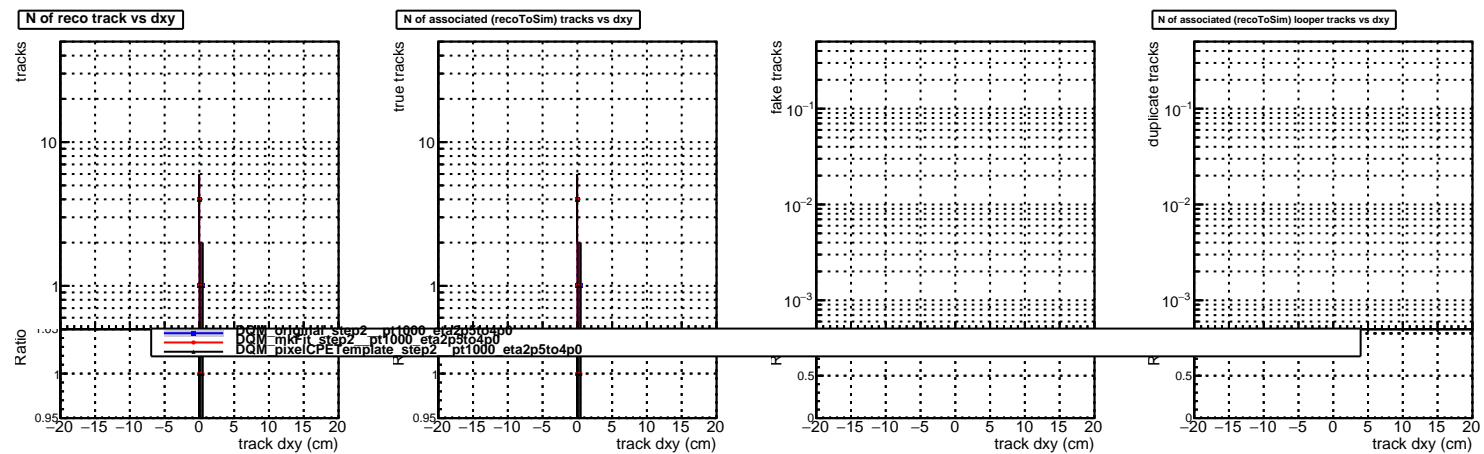 N of reco track vs dxy
N of associated (recoToSim) tracks vs dxy
N of associated (recoToSim) looper tracks vs dxy
tracks
true tracks
fake tracks
duplicate tracks
10
1
10
1
10−1
10−2
10−3
10−1
10−2
10−3
DQM_original_step2__pt1000_eta2p5to4p0
DQM_mkFit_step2__pt1000_eta2p5to4p0
DQM_pixelCPETemplate_step2__pt1000_eta2p5to4p0
Ratio
1.05
1
0.95
1
0.95
0.5
0
0.5
0
−20 −15 −10 −5 0 5 10 15 20
−20 −15 −10 −5 0 5 10 15 20
−20 −15 −10 −5 0 5 10 15 20
−20 −15 −10 −5 0 5 10 15 20
track dxy (cm)
track dxy (cm)
track dxy (cm)
track dxy (cm)